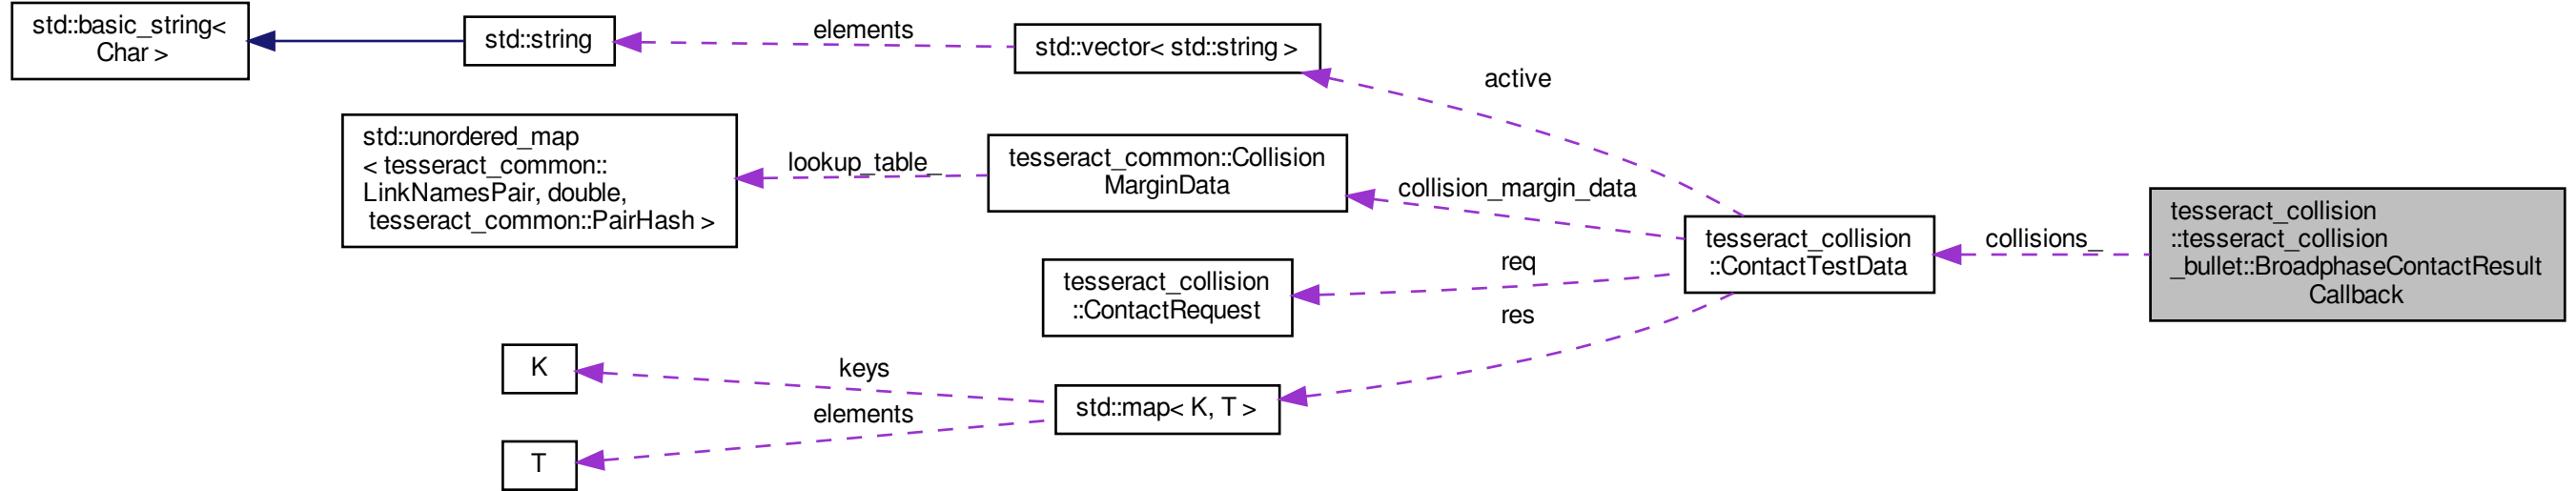 std::basic_string<
Char >
std::string
elements
std::vector< std::string >
active
std::unordered_map
< tesseract_common::
LinkNamesPair, double,
tesseract_common::PairHash >
lookup_table_
tesseract_common::Collision
MarginData
collision_margin_data
tesseract_collision
::ContactRequest
req
res
tesseract_collision
::ContactTestData
collisions_
tesseract_collision
::tesseract_collision
_bullet::BroadphaseContactResult
Callback
K
keys
elements
std::map< K, T >
T